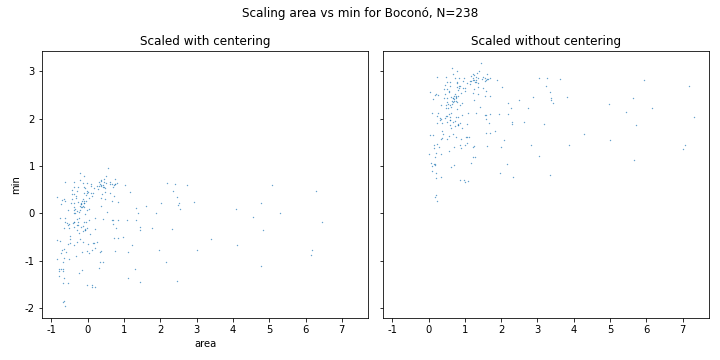 Scaling area vs min for Boconó, N=238
Scaled with centering
Scaled without centering
min
3
2
1
0
-1
-2
-1 0 1 2 3 4 5 6 7
-1 0 1 2 3 4 5 6 7
area